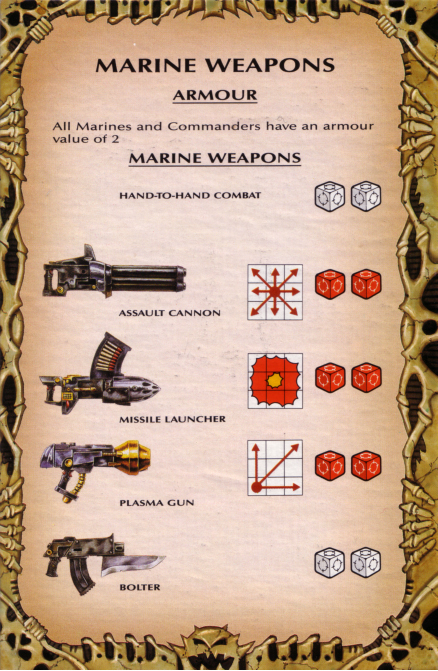 MARINE WEAPONS
ARMOUR
All Marines and Commanders have an armour
value of 2
MARINE WEAPONS
HAND-TO-HAND COMBAT
ASSAULT CANNON
MISSILE LAUNCHER
PLASMA GUN
BOLTER